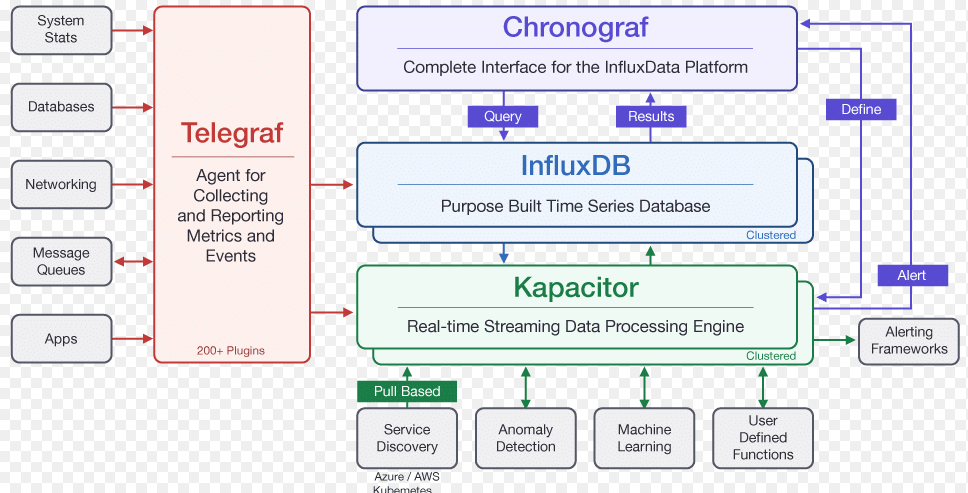 System
Stats
Databases
Networking
Message
Queues
Apps
Telegraf
Agent for
Collecting
and Reporting
Metrics and
Events
200+ Plugins
Chronograf
Complete Interface for the InfluxData Platform
Query
Results
Define
InfluxDB
Purpose Built Time Series Database
Clustered
Alert
Kapacitor
Real-time Streaming Data Processing Engine
Clustered
Alerting
Frameworks
Pull Based
Service
Discovery
Azure / AWS
Kubernetes
Anomaly
Detection
Machine
Learning
User
Defined
Functions